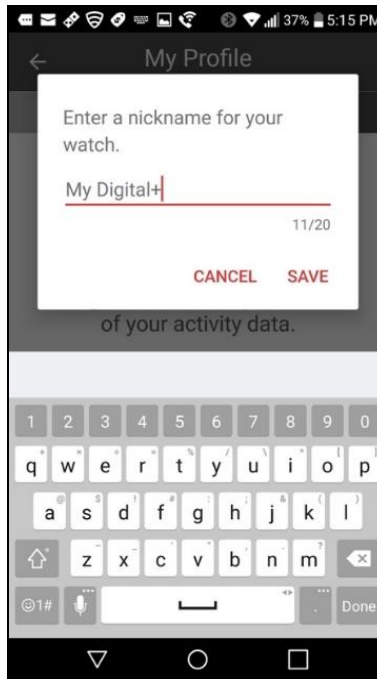 37% 5:15 PM
My Profile
Enter a nickname for your
watch.
My Digital+
11/20
CANCEL SAVE
of your activity data.
1 2 3 4 5 6 7 8 9 0
q w e r t y u i o p
a s d f g h j k l
z x c v b n m
1# .
Done